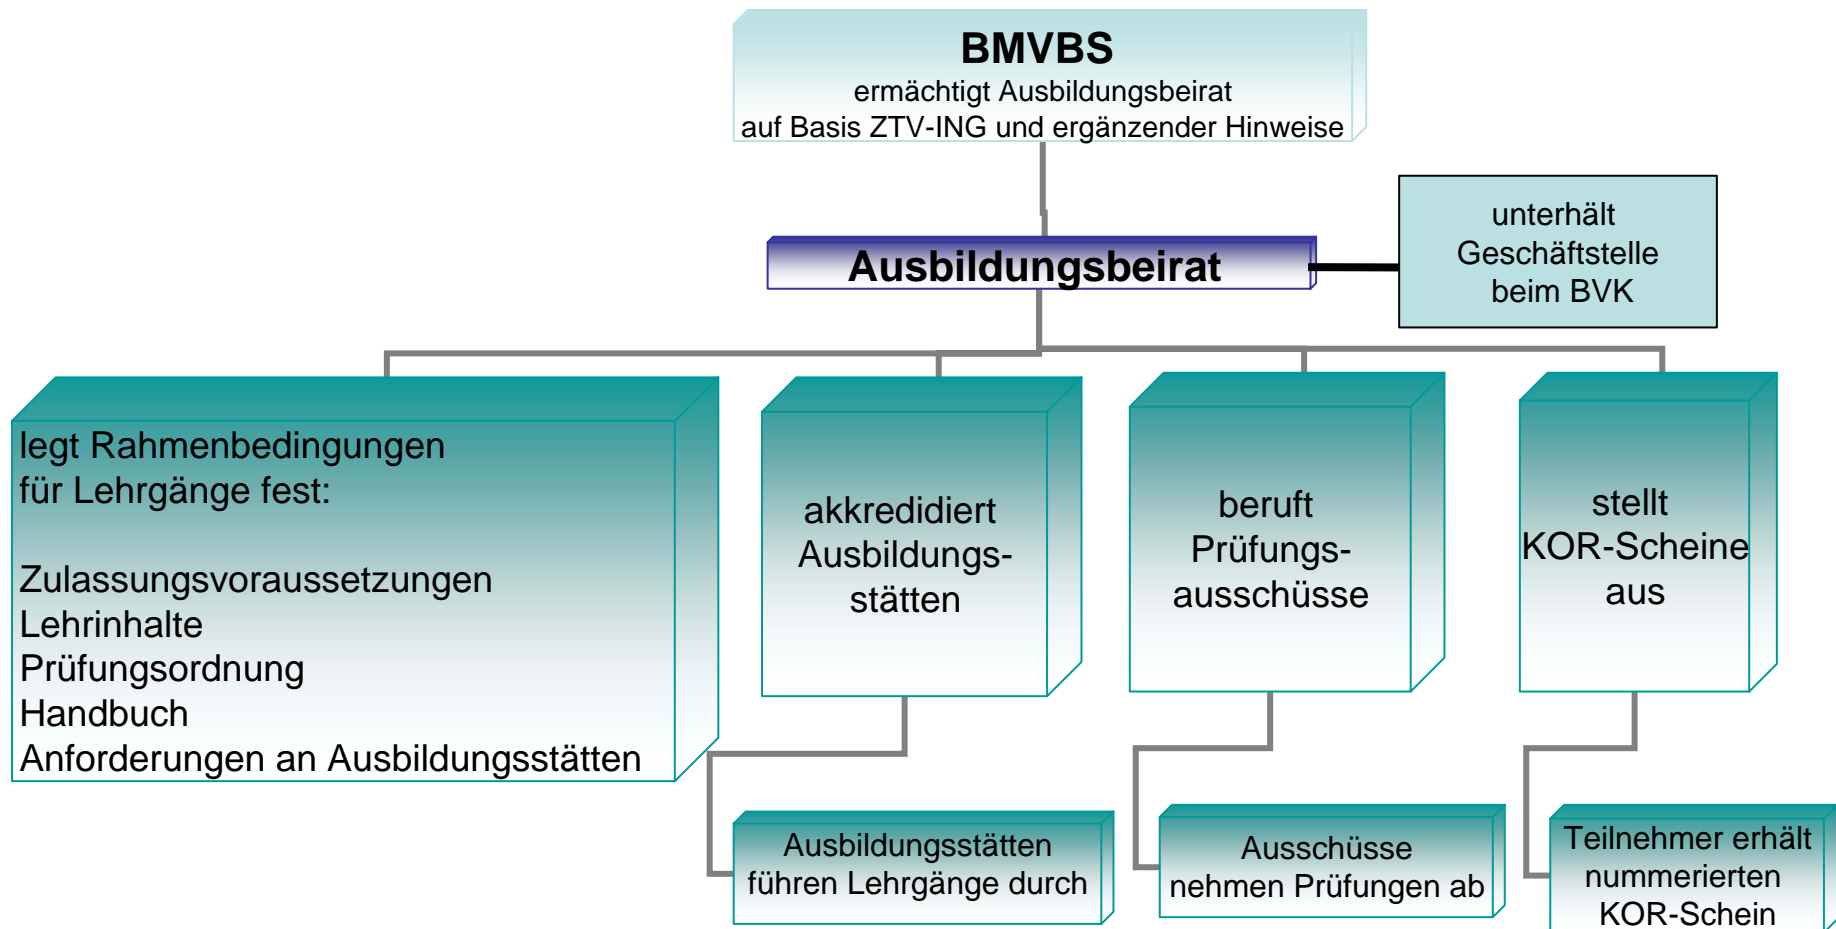 BMVBS
ermächtigt Ausbildungsbeirat
auf Basis ZTV-ING und ergänzender Hinweise
Ausbildungsbeirat
unterhält
Geschäftstelle
beim BVK
legt Rahmenbedingungen
für Lehrgänge fest:
Zulassungsvoraussetzungen
Lehrinhalte
Prüfungsordnung
Handbuch
Anforderungen an Ausbildungsstätten
akkredidiert
Ausbildungs-
stätten
beruft
Prüfungs-
ausschüsse
stellt
KOR-Scheine
aus
Ausbildungsstätten
führen Lehrgänge durch
Ausschüsse
nehmen Prüfungen ab
Teilnehmer erhält
nummerierten
KOR-Schein